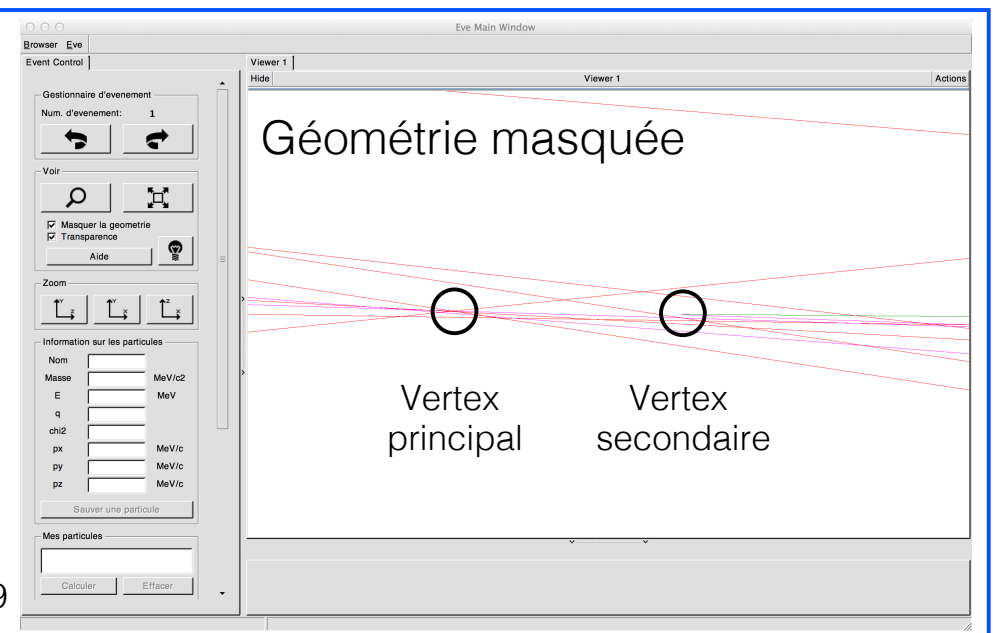 Eve Main Window
Browser Eve
Event Control
Viewer 1
Hide
Viewer 1
Actions
Gestionnaire d'evenement
Num. d'evenement: 1
Voir
Masquer la geometrie
Transparence
Aide
Zoom
Y Z
Y X
Z X
Information sur les particules
Nom
Masse MeV/c2
E MeV
q
chi2
px MeV/c
py MeV/c
pz MeV/c
Sauver une particule
Mes particules
Calculer Effacer
Géométrie masquée
Vertex
principal
Vertex
secondaire
9